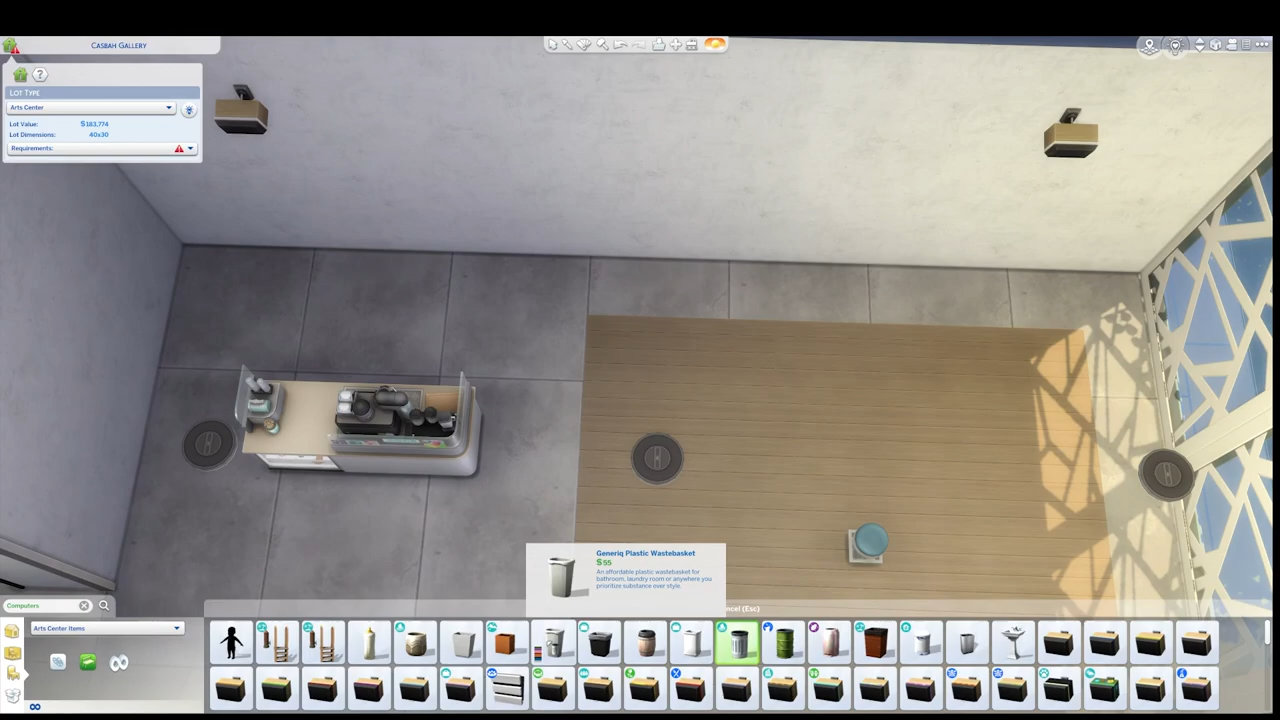 Casbah Gallery
Lot Type
Arts Center
Lot Value: §183,774
Lot Dimensions: 40x30
Requirements:
Generiq Plastic Wastebasket
§55
An affordable plastic wastebasket for
bathroom, laundry room or anywhere you
prioritize substance over style.
ncel (Esc)
Computers
Arts Center Items